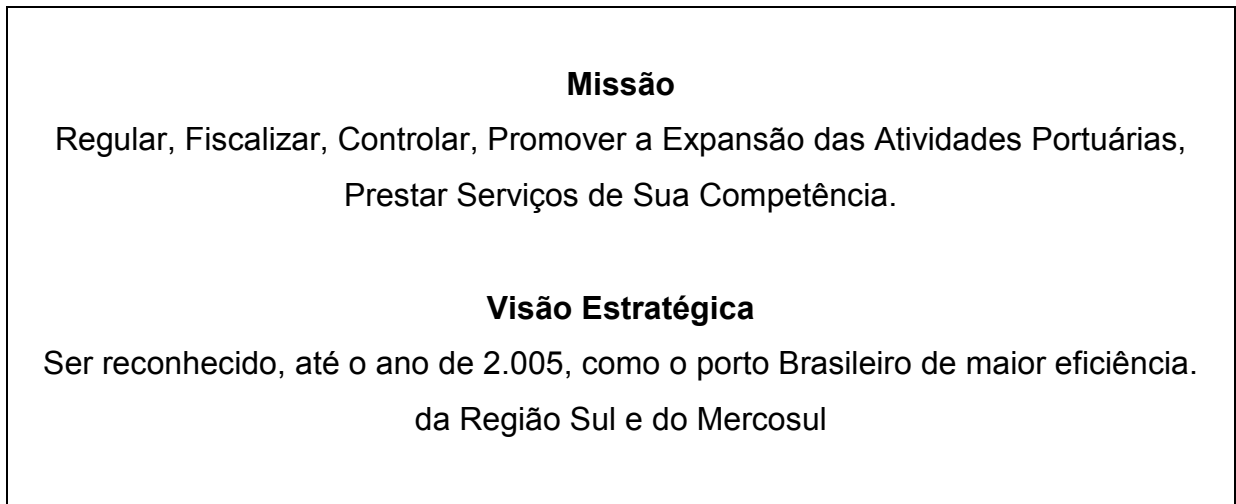 Missão
Regular, Fiscalizar, Controlar, Promover a Expansão das Atividades Portuárias,
Prestar Serviços de Sua Competência.
Visão Estratégica
Ser reconhecido, até o ano de 2.005, como o porto Brasileiro de maior eficiência.
da Região Sul e do Mercosul